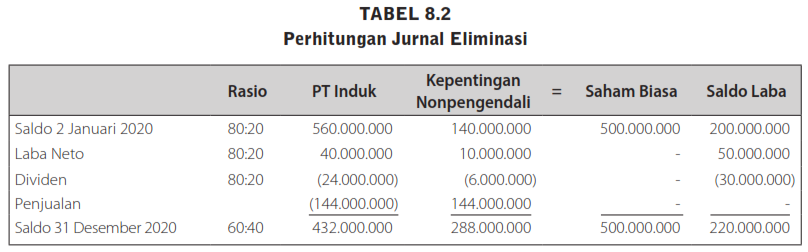 TABEL 8.2
Perhitungan Jurnal Eliminasi
Rasio PT Induk Kepentingan Nonpengendali = Saham Biasa Saldo Laba
Saldo 2 Januari 2020 80:20 560.000.000 140.000.000 500.000.000 200.000.000
Laba Neto 80:20 40.000.000 10.000.000 - 50.000.000
Dividen 80:20 (24.000.000) (6.000.000) - (30.000.000)
Penjualan (144.000.000) 144.000.000 - -
Saldo 31 Desember 2020 60:40 432.000.000 288.000.000 500.000.000 220.000.000